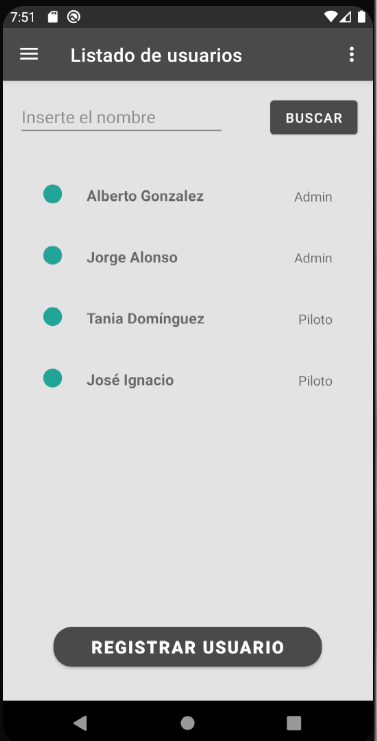 7:51
Listado de usuarios
Inserte el nombre
BUSCAR
Alberto Gonzalez Admin
Jorge Alonso Admin
Tania Domínguez Piloto
José Ignacio Piloto
REGISTRAR USUARIO